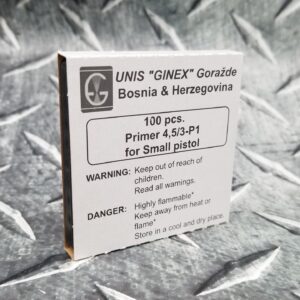 UNIS "GINEX" Goražde
Bosnia & Herzegovina
100 pcs.
Primer 4,5/3-P1
for Small pistol
WARNING: Keep out of reach of
children.
Read all warnings.
DANGER: Highly flammable*
Keep away from heat or
flame*
Store in a cool and dry place.